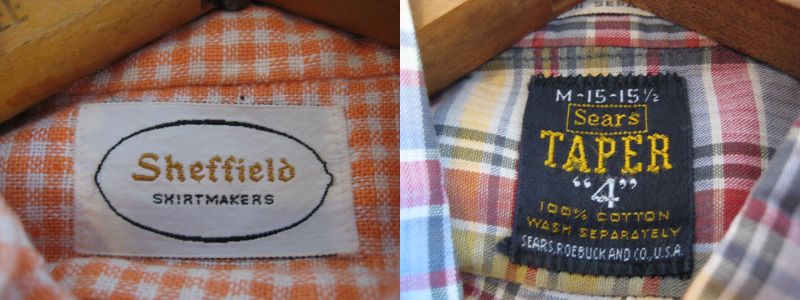 Sheffield
SHIRTMAKERS
M-15-15½
Sears
TAPER
"4"
100% COTTON
WASH SEPARATELY
SEARS, ROEBUCK AND CO., U.S.A.